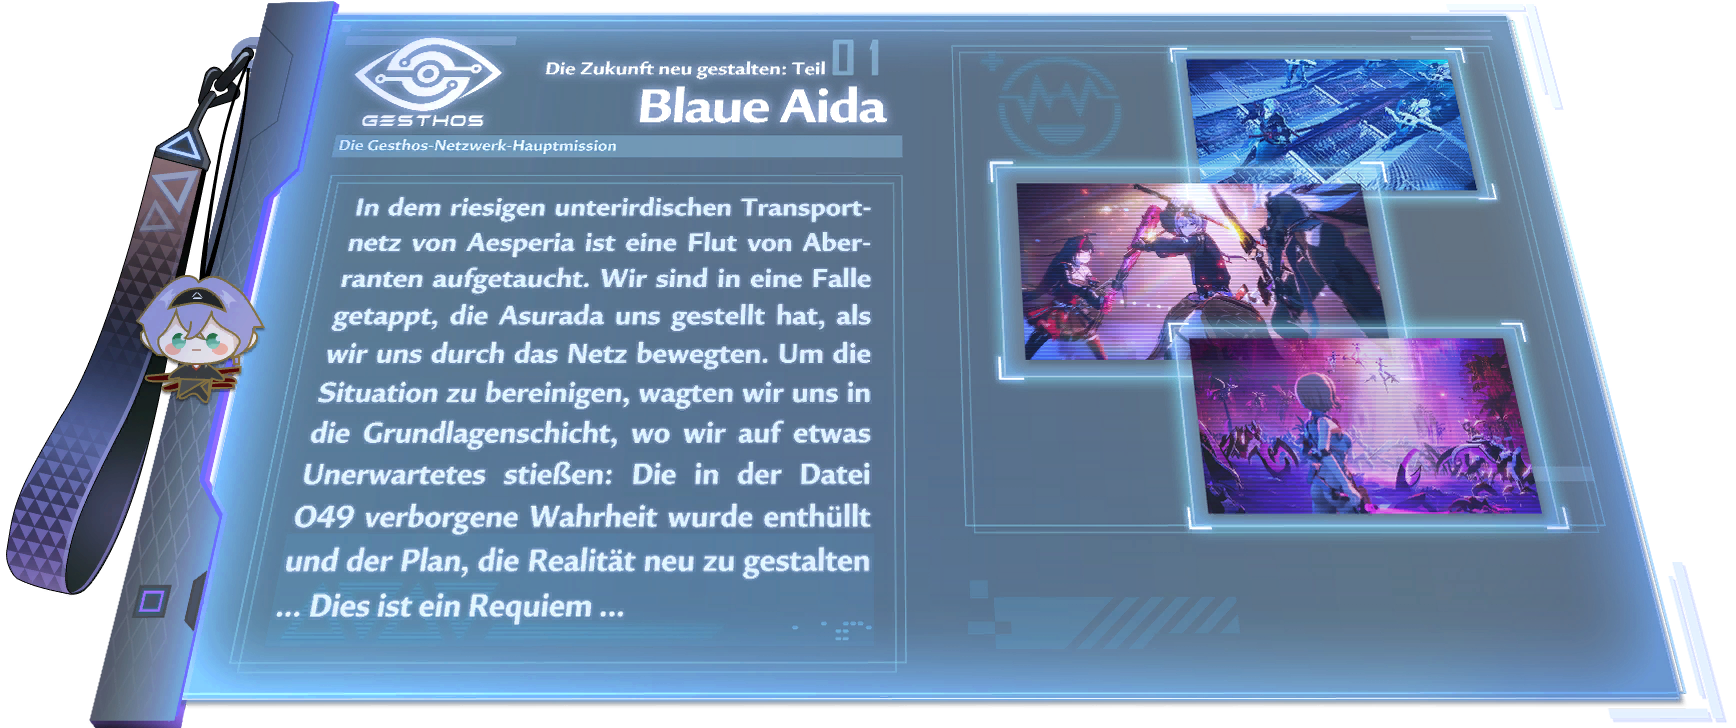 GESTHOS
Die Zukunft neu gestalten: Teil 01
Blaue Aida
Die Gesthos-Netzwerk-Hauptmission
In dem riesigen unterirdischen Transport-
netz von Aesperia ist eine Flut von Aber-
ranten aufgetaucht. Wir sind in eine Falle
getappt, die Asurada uns gestellt hat, als
wir uns durch das Netz bewegten. Um die
Situation zu bereinigen, wagten wir uns in
die Grundlagenschicht, wo wir auf etwas
Unerwartetes stießen: Die in der Datei
049 verborgene Wahrheit wurde enthüllt
und der Plan, die Realität neu zu gestalten
... Dies ist ein Requiem ...